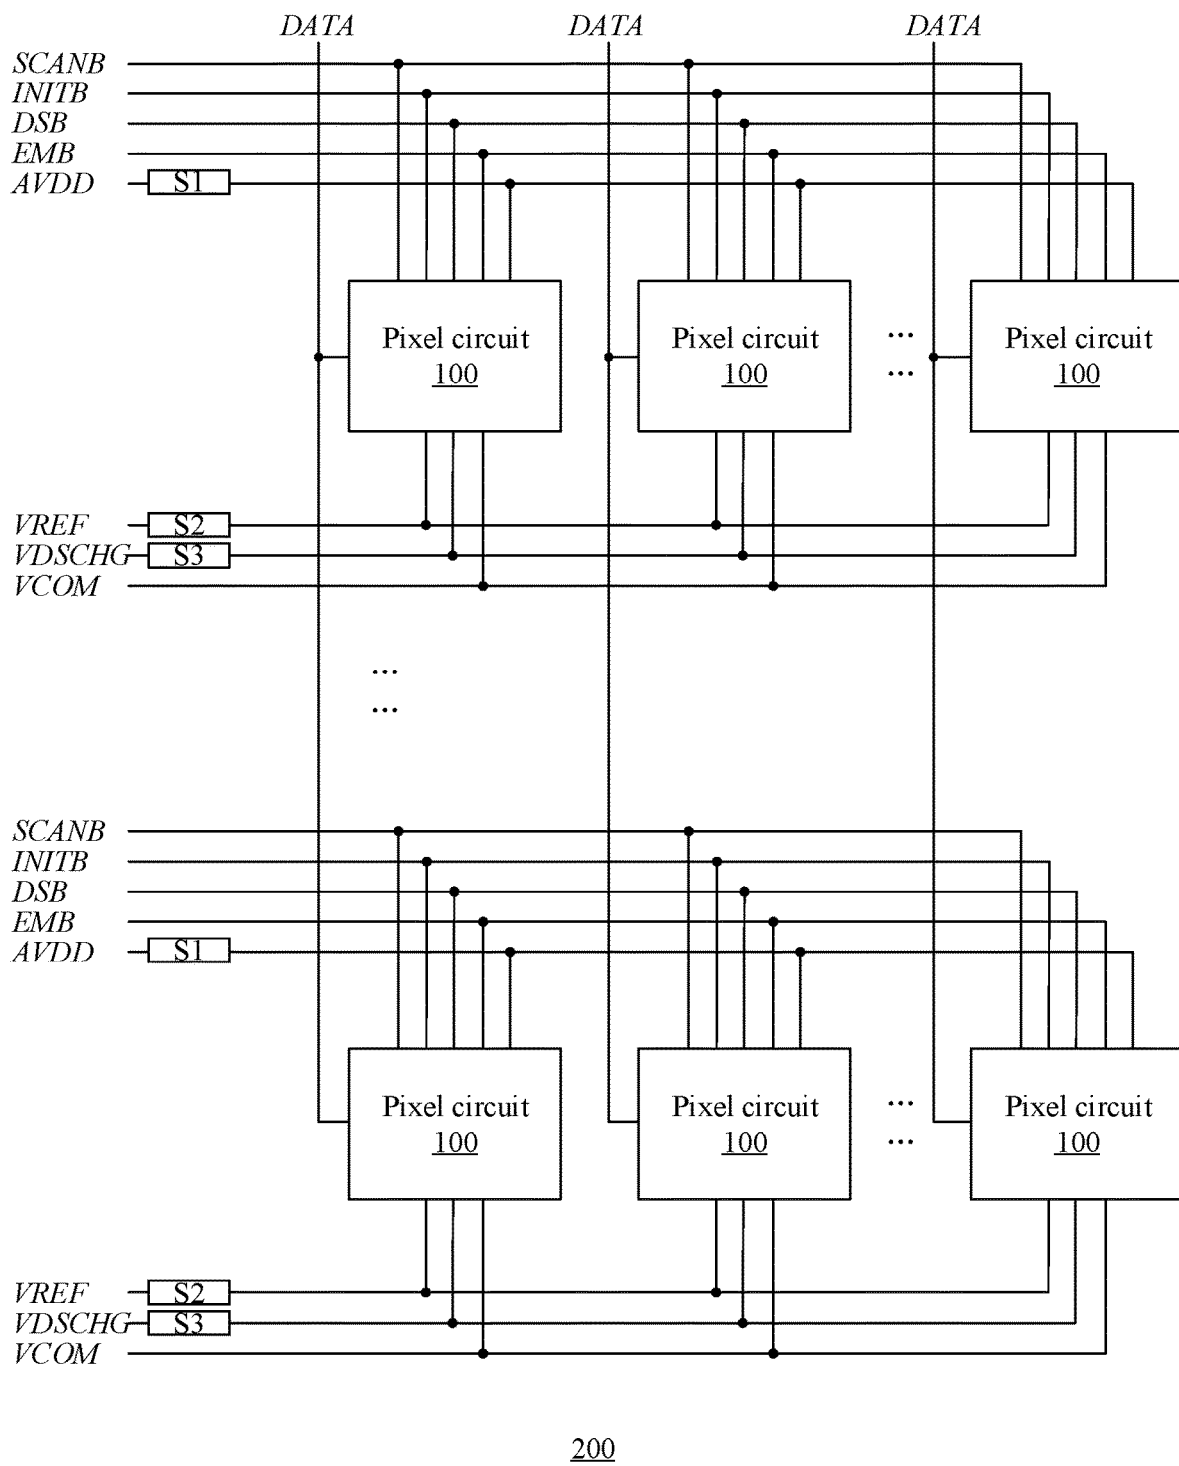 DATA DATA DATA
SCANB
INITB
DSB
EMB
AVDD S1
Pixel circuit Pixel circuit ... Pixel circuit
100 100 ... 100
VREF S2
VDSCHG S3
VCOM
...
...
SCANB
INITB
DSB
EMB
AVDD S1
Pixel circuit Pixel circuit ... Pixel circuit
100 100 ... 100
VREF S2
VDSCHG S3
VCOM
200